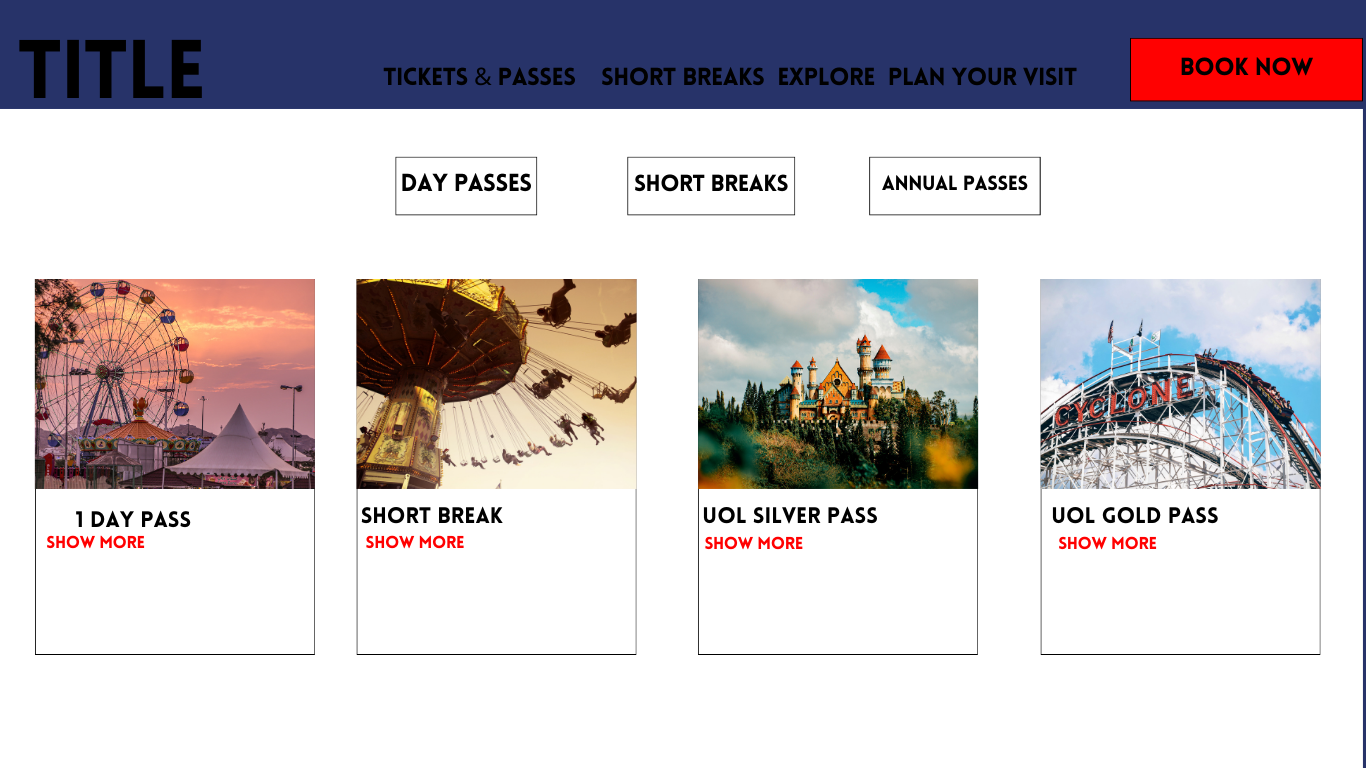 TITLE
TICKETS & PASSES SHORT BREAKS EXPLORE PLAN YOUR VISIT
BOOK NOW
DAY PASSES
SHORT BREAKS
ANNUAL PASSES
CYCLONE
1 DAY PASS
SHOW MORE
SHORT BREAK
SHOW MORE
UOL SILVER PASS
SHOW MORE
UOL GOLD PASS
SHOW MORE